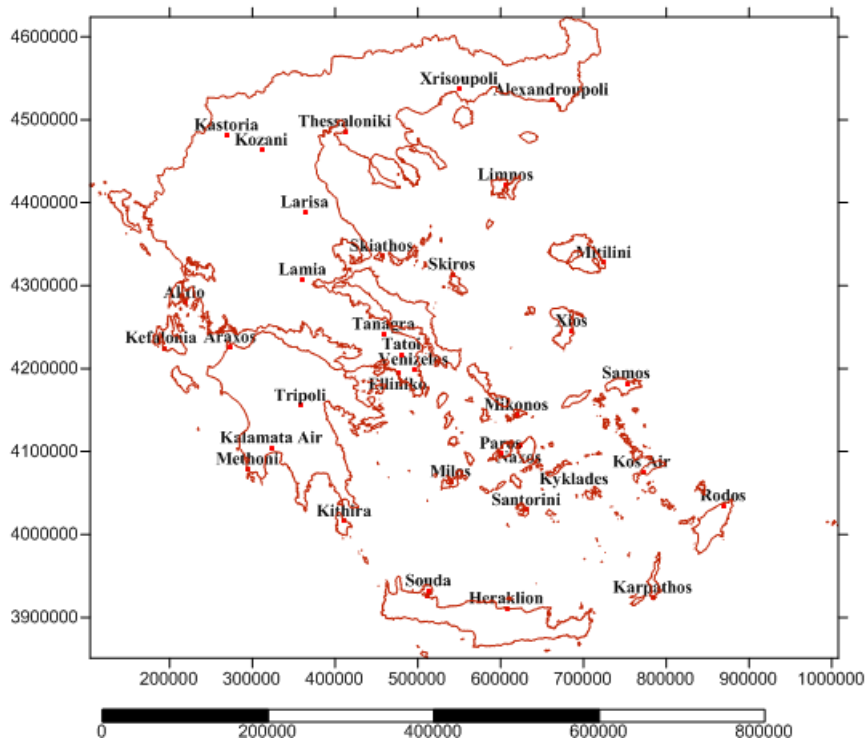 4600000
Xrisoupoli
Alexandroupoli
4500000
Thessaloniki
Kastoria
Kozani
Limnos
4400000
Larisa
Skiathos
Mitilini
Skiros
4300000
Lamia
Aktio
Xios
Tanagra
Kefalonia
Araxos
Tatoi
4200000
Venizelos
Elliniko
Samos
Tripoli
Mikonos
4100000
Kalamata Air
Paros
Methoni
Naxos
Kos Air
Milos
Kyklades
Santorini
Rodos
Kithira
4000000
Souda
Heraklion
Karpathos
3900000
200000 300000 400000 500000 600000 700000 800000 900000 1000000
0 200000 400000 600000 800000